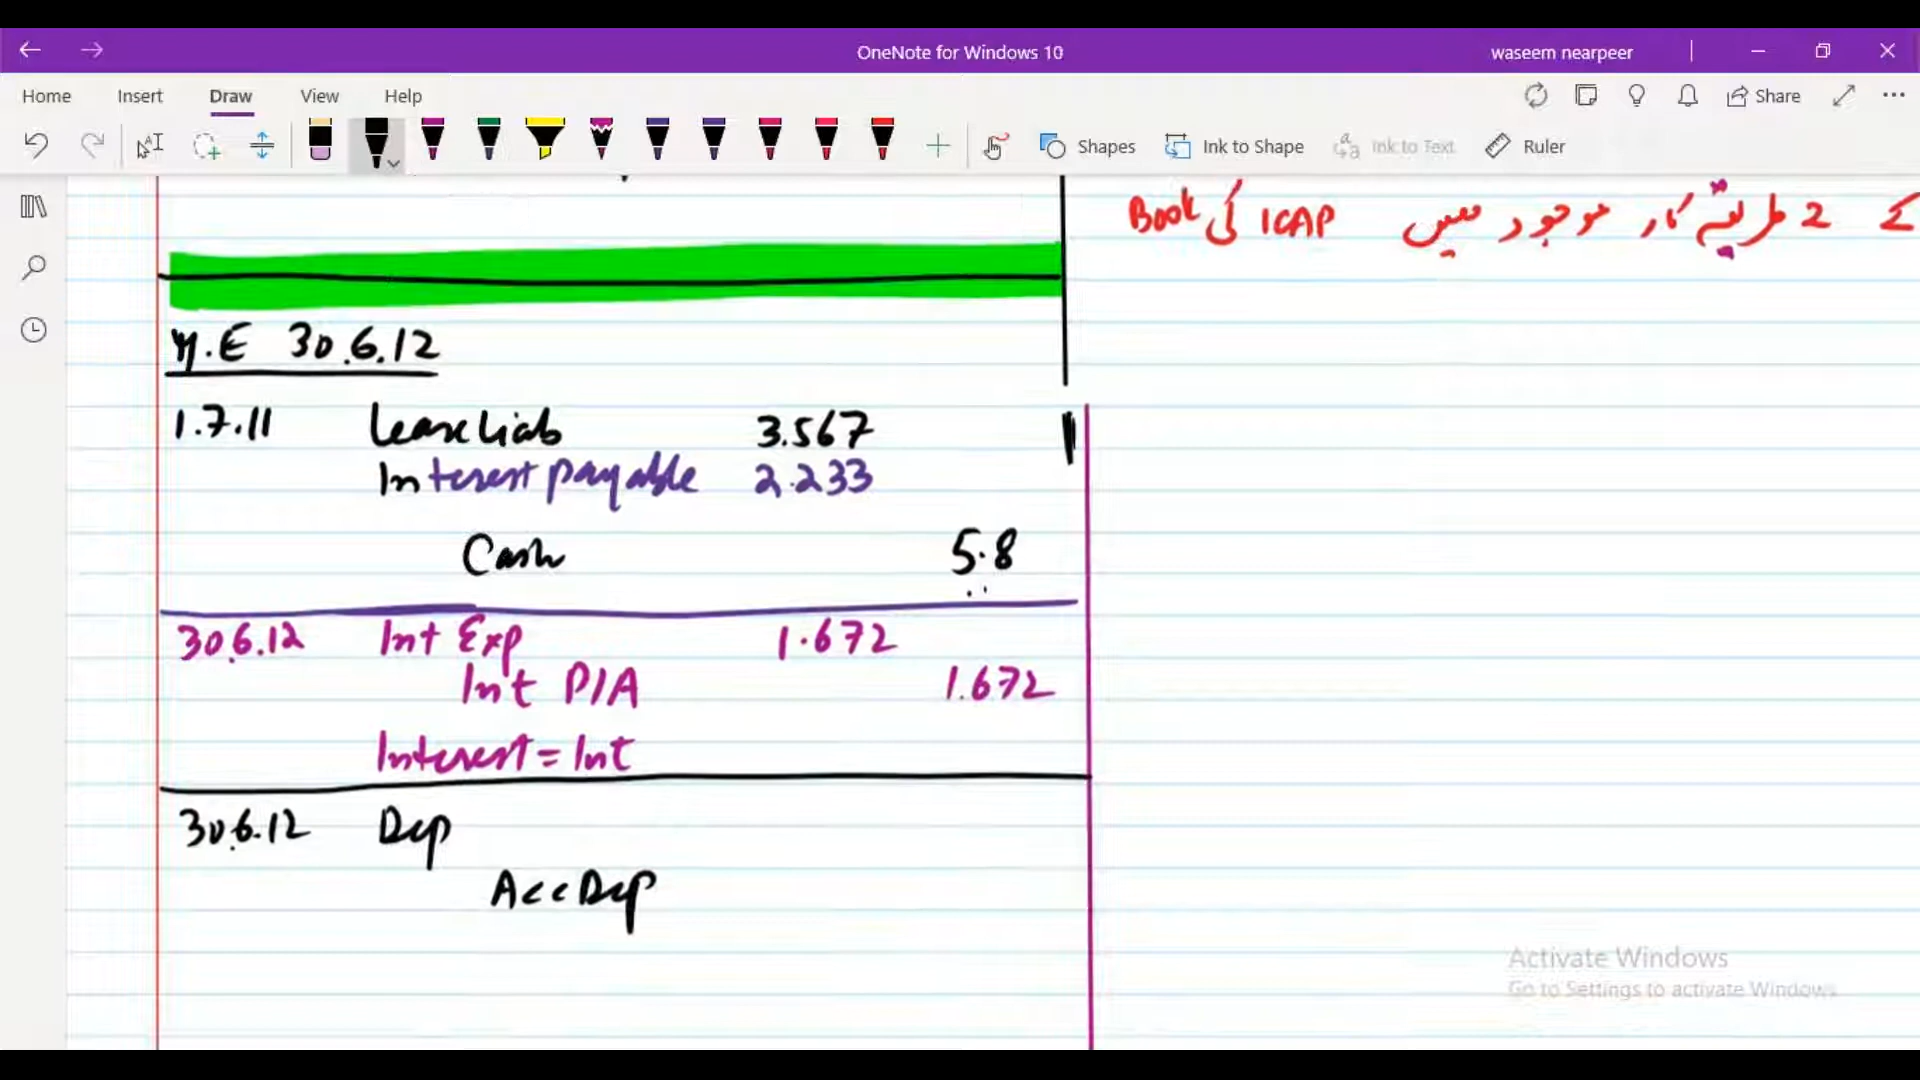 OneNote for Windows 10
waseem nearpeer
Home Insert Draw View Help
Share
Shapes Ink to Shape Ink to Text Ruler
کے 2 طریقہ کار موجود ہیں ICAP کی Book
Y.E 30.6.12
1.7.11 Lease Liab 3.567
Interest payable 2.233
Cash 5.8
30.6.12 Int Exp 1.672
Int P/A 1.672
Interest = Int
30.6.12 Dep
Acc Dep
Activate Windows
Go to Settings to activate Windows.